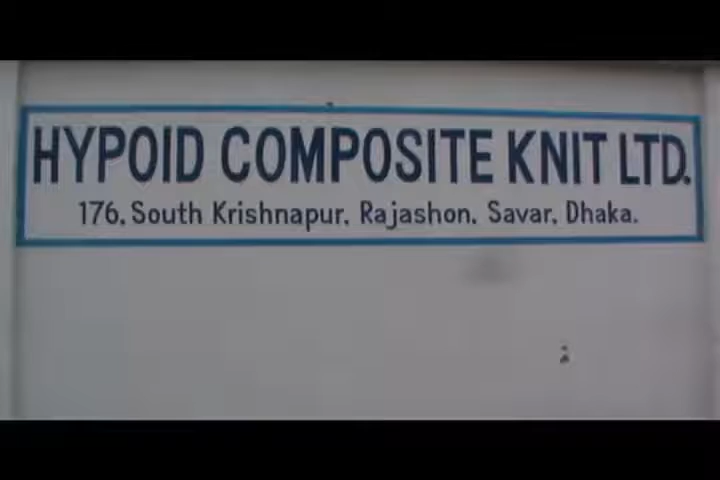 HYPOID COMPOSITE KNIT LTD.
176, South Krishnapur, Rajashon, Savar, Dhaka.